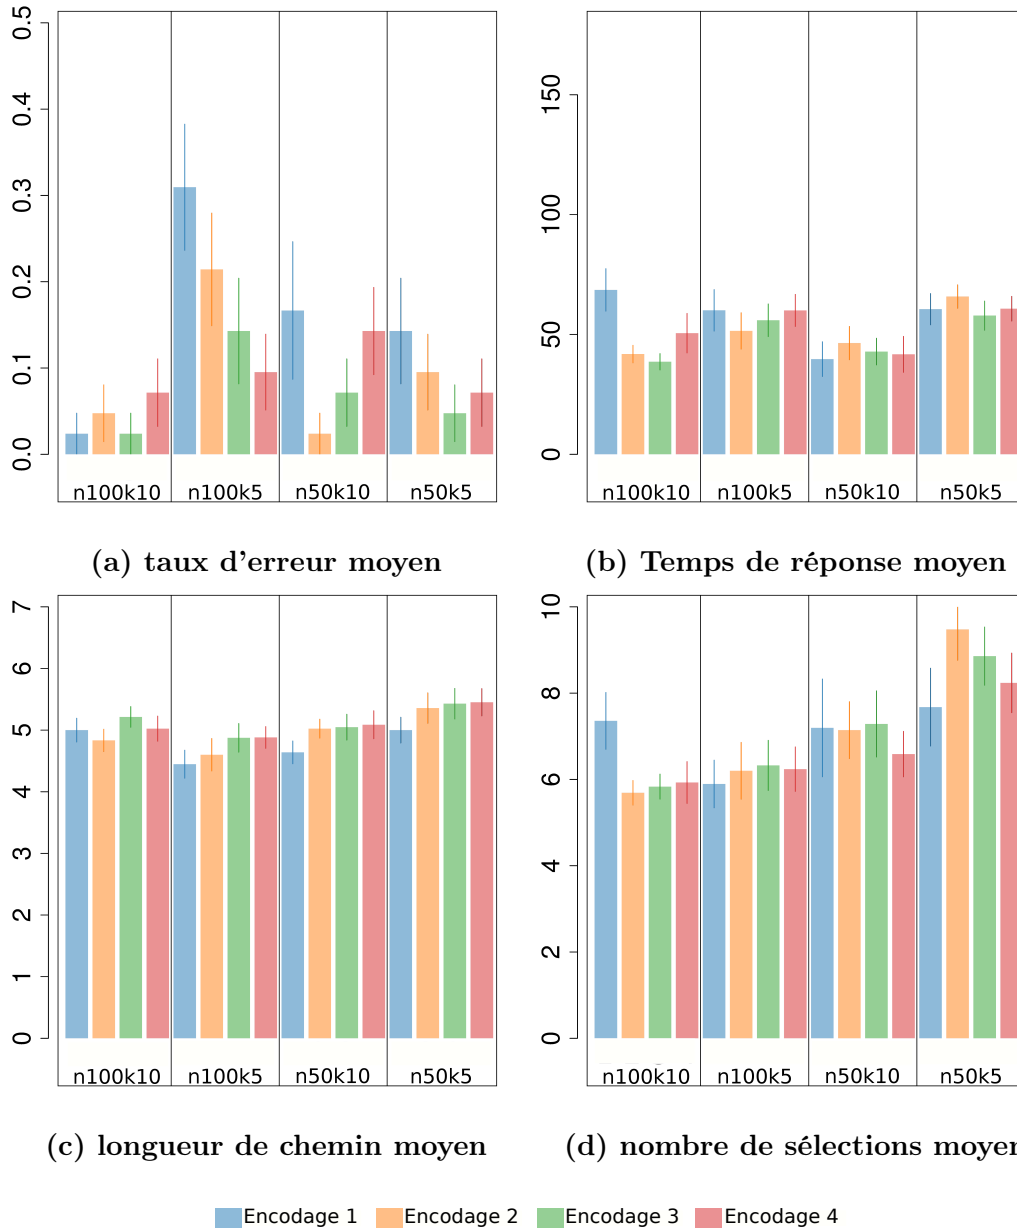 0.0 0.1 0.2 0.3 0.4 0.5
n100k10 n100k5 n50k10 n50k5
(a) taux d'erreur moyen
0 50 100 150
n100k10 n100k5 n50k10 n50k5
(b) Temps de réponse moyen
0 1 2 3 4 5 6 7
n100k10 n100k5 n50k10 n50k5
(c) longueur de chemin moyen
0 2 4 6 8 10
n100k10 n100k5 n50k10 n50k5
(d) nombre de sélections moyen
Encodage 1 Encodage 2 Encodage 3 Encodage 4